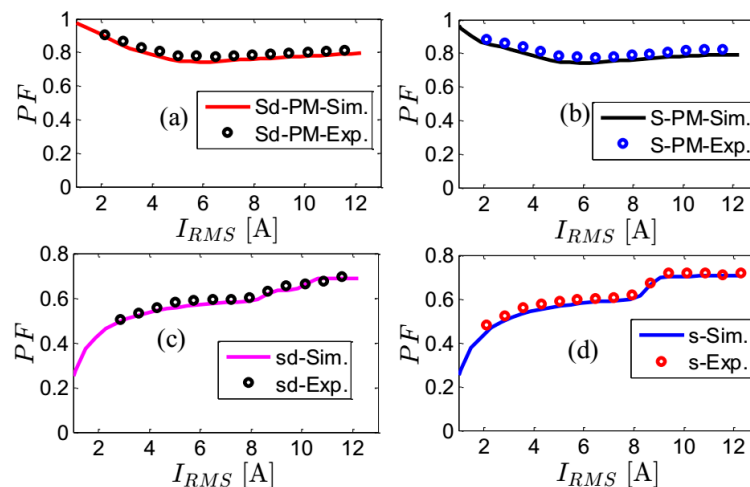 1
0.8
0.6
0.4
0.2
0
PF
(a)
Sd-PM-Sim.
Sd-PM-Exp.
2 4 6 8 10 12
I_RMS [A]
1
0.8
0.6
0.4
0.2
0
PF
(b)
S-PM-Sim.
S-PM-Exp.
2 4 6 8 10 12
I_RMS [A]
0.8
0.6
0.4
0.2
0
PF
(c)
sd-Sim.
sd-Exp.
2 4 6 8 10 12
I_RMS [A]
0.8
0.6
0.4
0.2
0
PF
(d)
s-Sim.
s-Exp.
2 4 6 8 10 12
I_RMS [A]